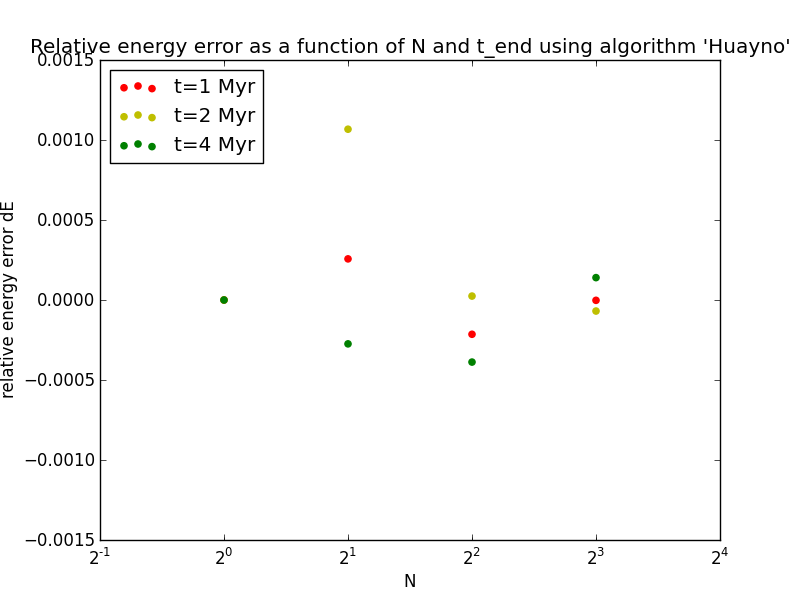 Relative energy error as a function of N and t_end using algorithm 'Huayno'
0.0015
0.0010
0.0005
0.0000
−0.0005
−0.0010
−0.0015
relative energy error dE
t=1 Myr
t=2 Myr
t=4 Myr
2^-1
2^0
2^1
2^2
2^3
2^4
N